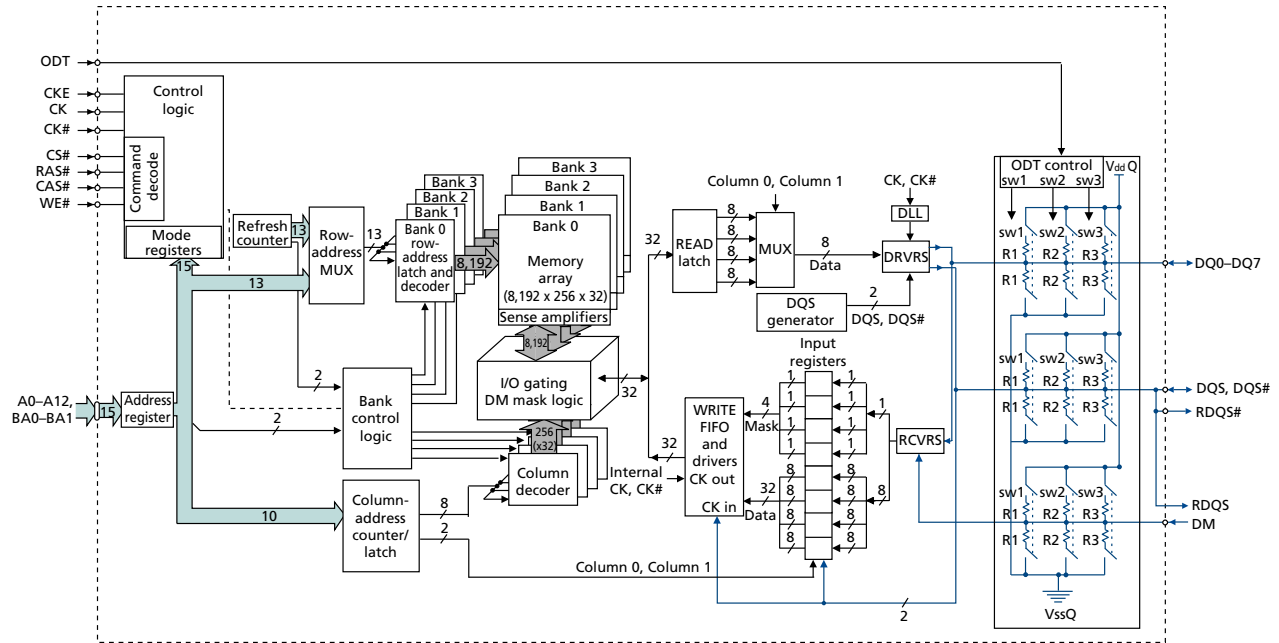 ODT
CKE
CK
CK#
CS#
RAS#
CAS#
WE#
Control
logic
Command
decode
Mode
registers
15
Refresh
counter
13
Row-
address
MUX
13
13
Bank 3
Bank 2
Bank 1
Bank 0
row-
address
latch and
decoder
8,192
Bank 3
Bank 2
Bank 1
Bank 0
Memory
array
(8,192 x 256 x 32)
Sense amplifiers
8,192
I/O gating
DM mask logic
32
256
(x32)
Column
decoder
A0–A12,
BA0–BA1
15
Address
register
2
2
Bank
control
logic
10
Column-
address
counter/
latch
8
2
Column 0, Column 1
32
READ
latch
8
8
8
8
Column 0, Column 1
MUX
8
Data
CK, CK#
DLL
DRVRS
DQS
generator
2
DQS, DQS#
Input
registers
1
1
1
1
1
1
1
1
1
4
Mask
8
8
8
8
8
8
8
8
8
32
Data
32
Internal
CK, CK#
WRITE
FIFO
and
drivers
CK out
CK in
RCVRS
2
ODT control
VddQ
sw1 sw2 sw3
sw1 sw2 sw3
R1 R2 R3
R1 R2 R3
sw1 sw2 sw3
R1 R2 R3
R1 R2 R3
sw1 sw2 sw3
R1 R2 R3
R1 R2 R3
VssQ
DQ0–DQ7
DQS, DQS#
RDQS#
RDQS
DM